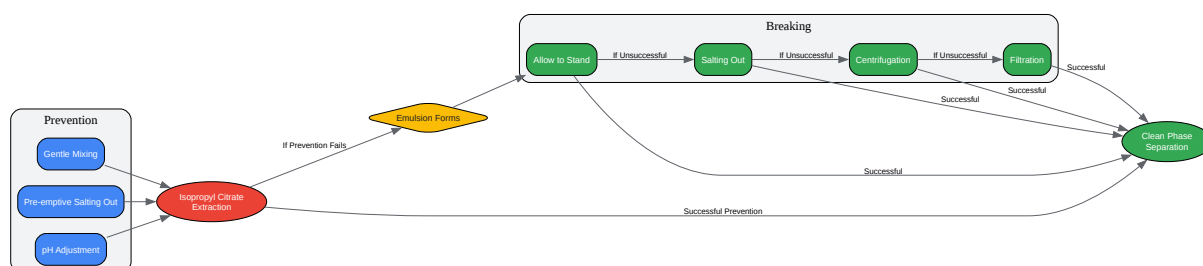 Prevention
Gentle Mixing
Pre-emptive Salting Out
pH Adjustment
Isopropyl Citrate
Extraction
If Prevention Fails
Successful Prevention
Emulsion Forms
Breaking
Allow to Stand
If Unsuccessful
Salting Out
If Unsuccessful
Centrifugation
If Unsuccessful
Filtration
Successful
Successful
Successful
Successful
Clean Phase
Separation